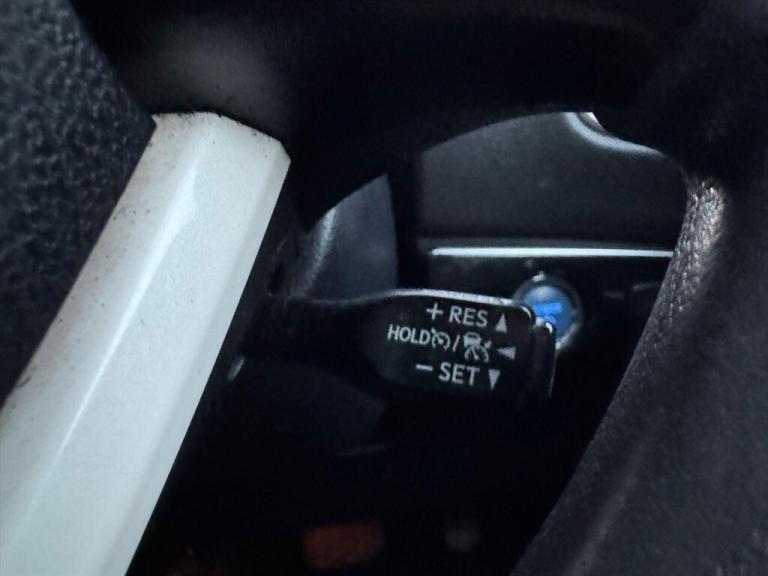 + RES ▲
HOLD /
− SET ▼